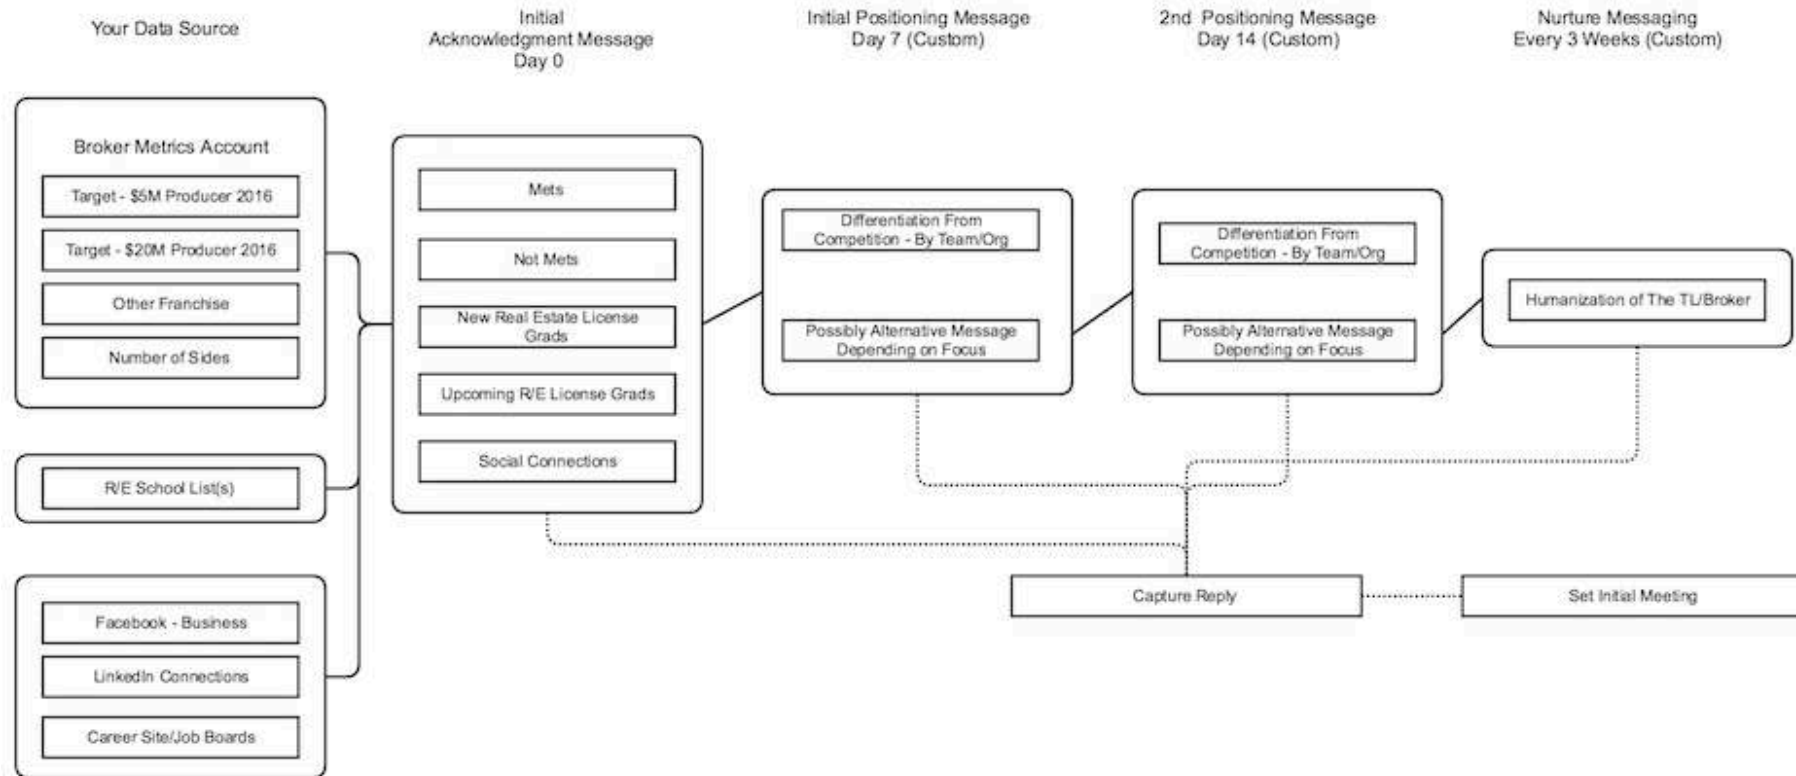 Your Data Source
Initial
Acknowledgment Message
Day 0
Initial Positioning Message
Day 7 (Custom)
2nd Positioning Message
Day 14 (Custom)
Nurture Messaging
Every 3 Weeks (Custom)
Broker Metrics Account
Target - $5M Producer 2016
Target - $20M Producer 2016
Other Franchise
Number of Sides
R/E School List(s)
Facebook - Business
LinkedIn Connections
Career Site/Job Boards
Mets
Not Mets
New Real Estate License
Grads
Upcoming R/E License Grads
Social Connections
Differentiation From
Competition - By Team/Org
Possibly Alternative Message
Depending on Focus
Differentiation From
Competition - By Team/Org
Possibly Alternative Message
Depending on Focus
Humanization of The TL/Broker
Capture Reply
Set Initial Meeting